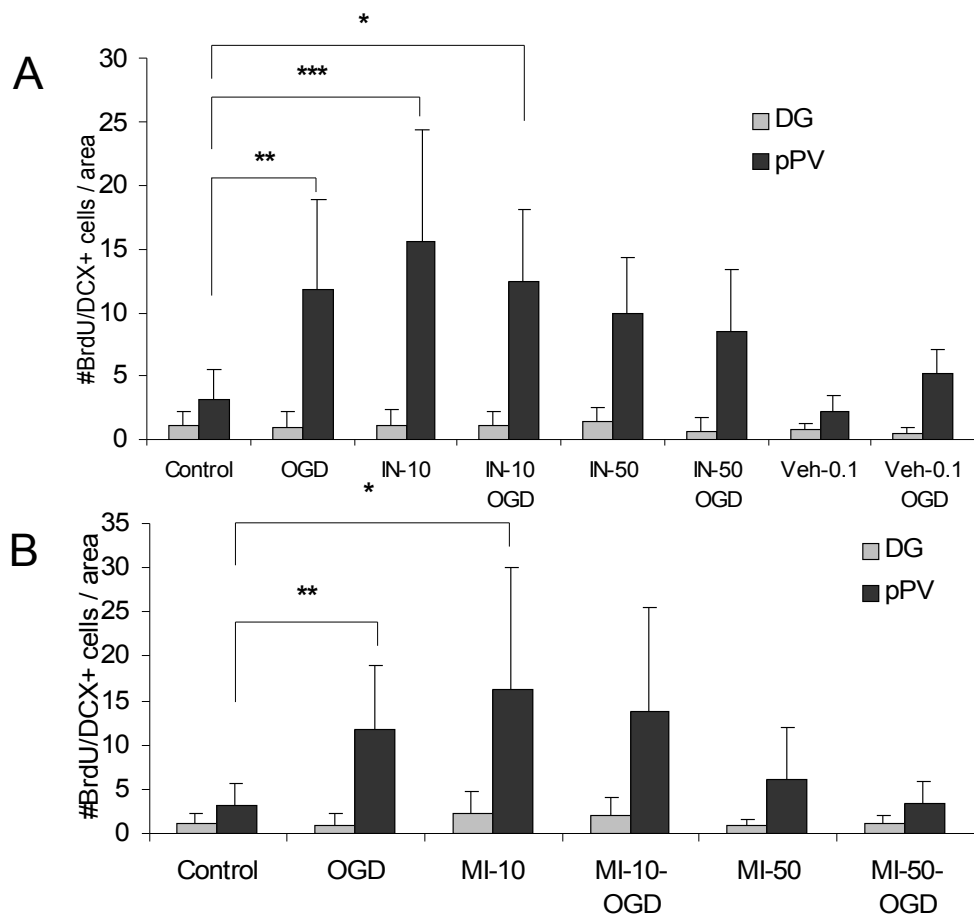 A
*
***
**
30
25
20
15
10
5
0
#BrdU/DCX+ cells / area
DG
pPV
Control OGD IN-10 IN-10 OGD IN-50 IN-50 OGD Veh-0.1 Veh-0.1 OGD
B
*
**
35
30
25
20
15
10
5
0
#BrdU/DCX+ cells / area
DG
pPV
Control OGD MI-10 MI-10- OGD MI-50 MI-50- OGD